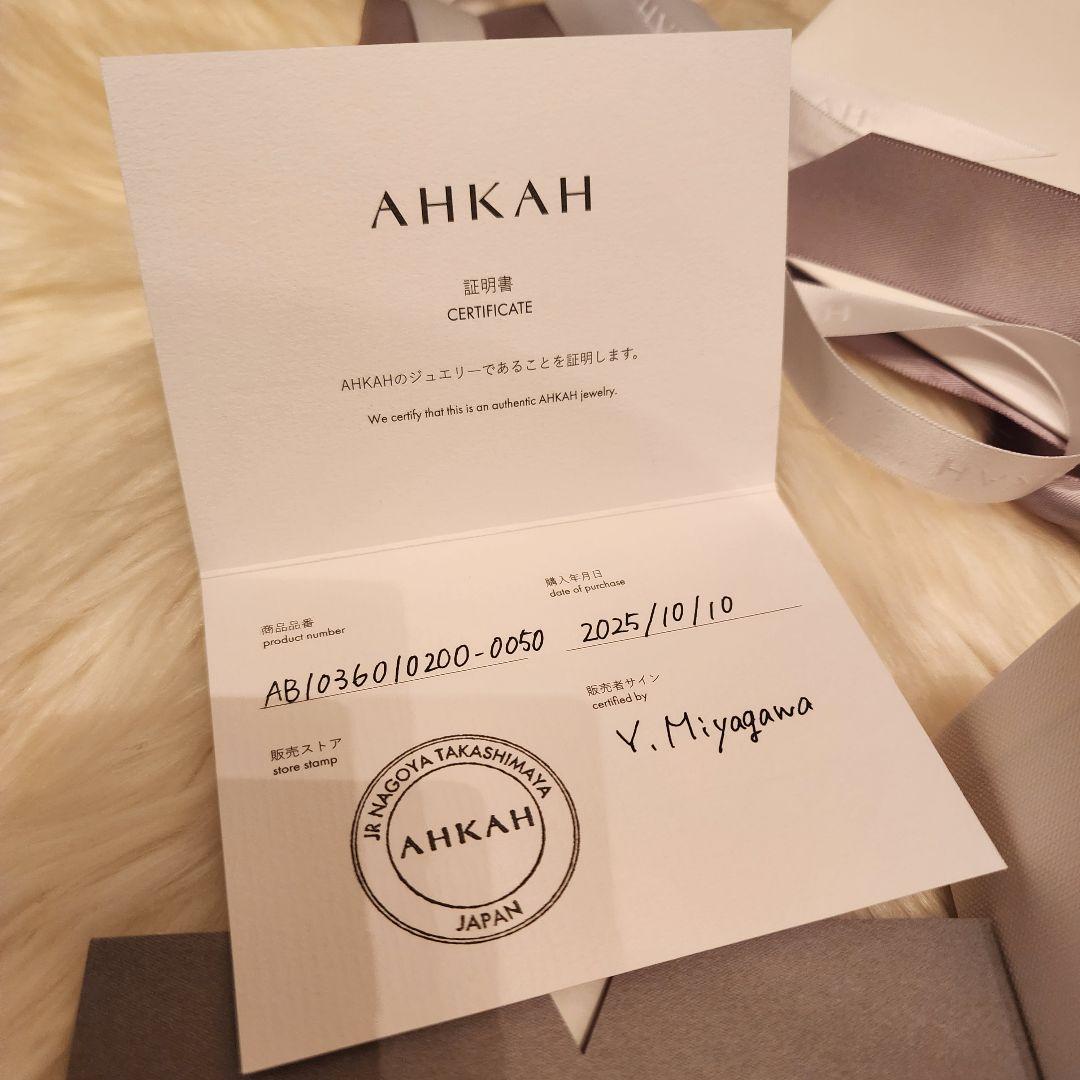 AHKAH
証明書
CERTIFICATE
AHKAHのジュエリーであることを証明します。
We certify that this is an authentic AHKAH jewelry.
商品品番
product number
AB1036010200-0050
購入年月日
date of purchase
2025/10/10
販売ストア
store stamp
JR NAGOYA TAKASHIMAYA
AHKAH
JAPAN
販売者サイン
certified by
Y. Miyagawa